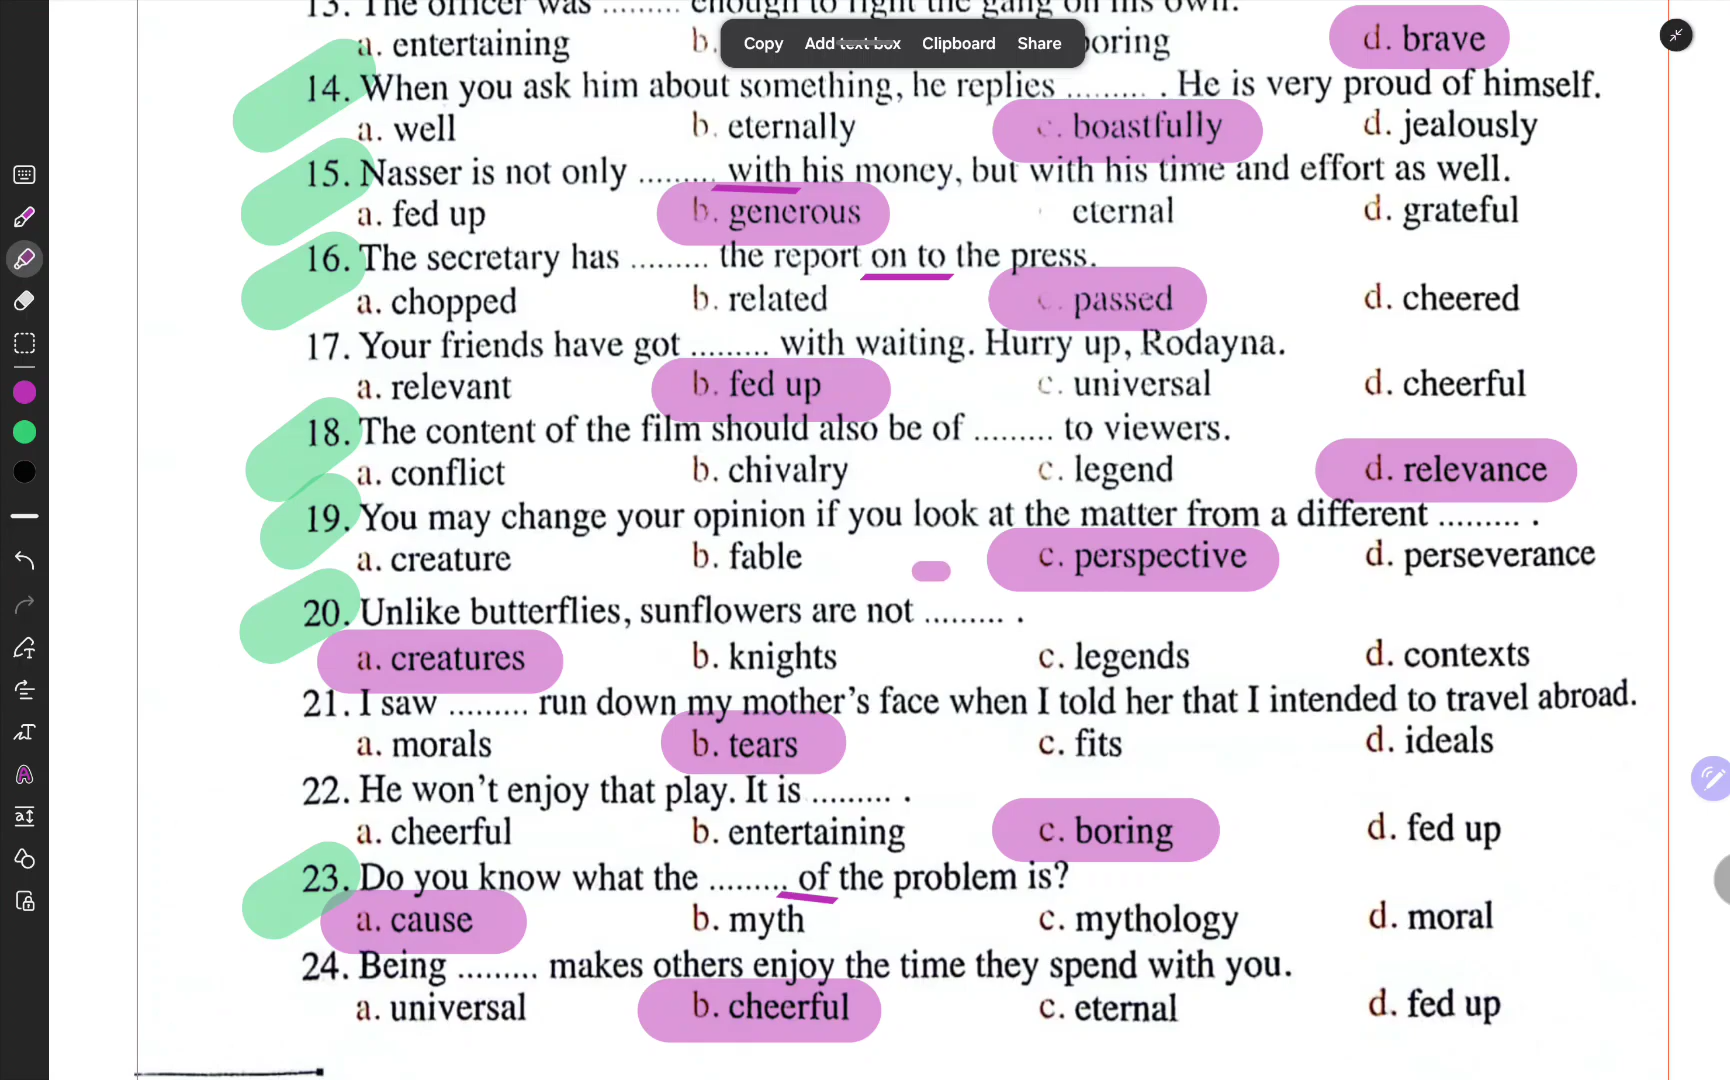 13. The officer was ......... enough to fight the gang on his own.
a. entertaining b. boring d. brave
Copy Add text box Clipboard Share
14. When you ask him about something, he replies ......... . He is very proud of himself.
a. well b. eternally c. boastfully d. jealously
15. Nasser is not only ......... with his money, but with his time and effort as well.
a. fed up b. generous eternal d. grateful
16. The secretary has ......... the report on to the press.
a. chopped b. related c. passed d. cheered
17. Your friends have got ......... with waiting. Hurry up, Rodayna.
a. relevant b. fed up c. universal d. cheerful
18. The content of the film should also be of ......... to viewers.
a. conflict b. chivalry c. legend d. relevance
19. You may change your opinion if you look at the matter from a different ......... .
a. creature b. fable c. perspective d. perseverance
20. Unlike butterflies, sunflowers are not ......... .
a. creatures b. knights c. legends d. contexts
21. I saw ......... run down my mother's face when I told her that I intended to travel abroad.
a. morals b. tears c. fits d. ideals
22. He won't enjoy that play. It is ......... .
a. cheerful b. entertaining c. boring d. fed up
23. Do you know what the ......... of the problem is?
a. cause b. myth c. mythology d. moral
24. Being ......... makes others enjoy the time they spend with you.
a. universal b. cheerful c. eternal d. fed up